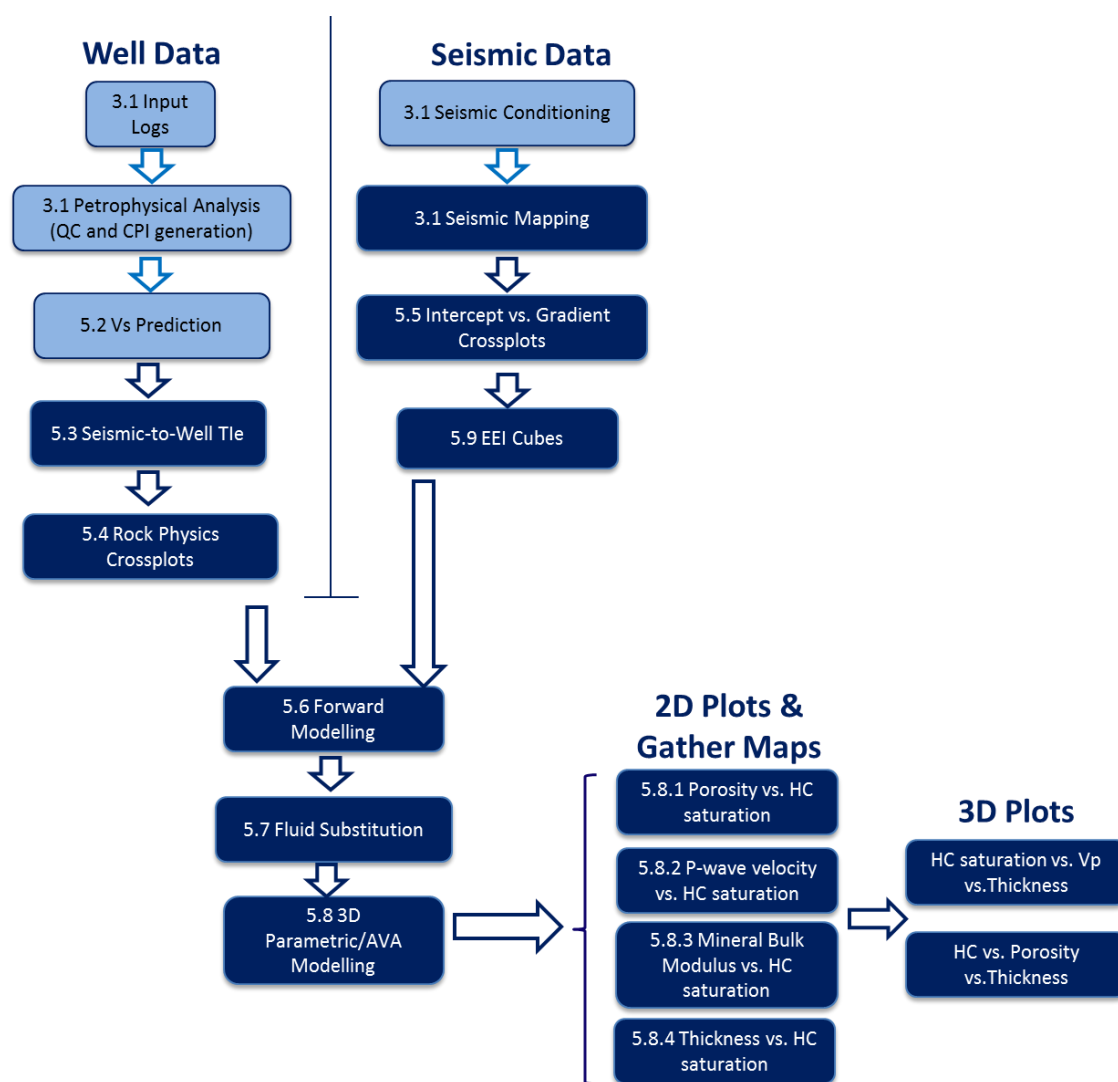 Well Data
3.1 Input
Logs
3.1 Petrophysical Analysis
(QC and CPI generation)
5.2 Vs Prediction
5.3 Seismic-to-Well TIe
5.4 Rock Physics
Crossplots
Seismic Data
3.1 Seismic Conditioning
3.1 Seismic Mapping
5.5 Intercept vs. Gradient
Crossplots
5.9 EEI Cubes
5.6 Forward
Modelling
5.7 Fluid Substitution
5.8 3D
Parametric/AVA
Modelling
2D Plots &
Gather Maps
5.8.1 Porosity vs. HC
saturation
5.8.2 P-wave velocity
vs. HC saturation
5.8.3 Mineral Bulk
Modulus vs. HC
saturation
5.8.4 Thickness vs. HC
saturation
3D Plots
HC saturation vs. Vp
vs.Thickness
HC vs. Porosity
vs.Thickness